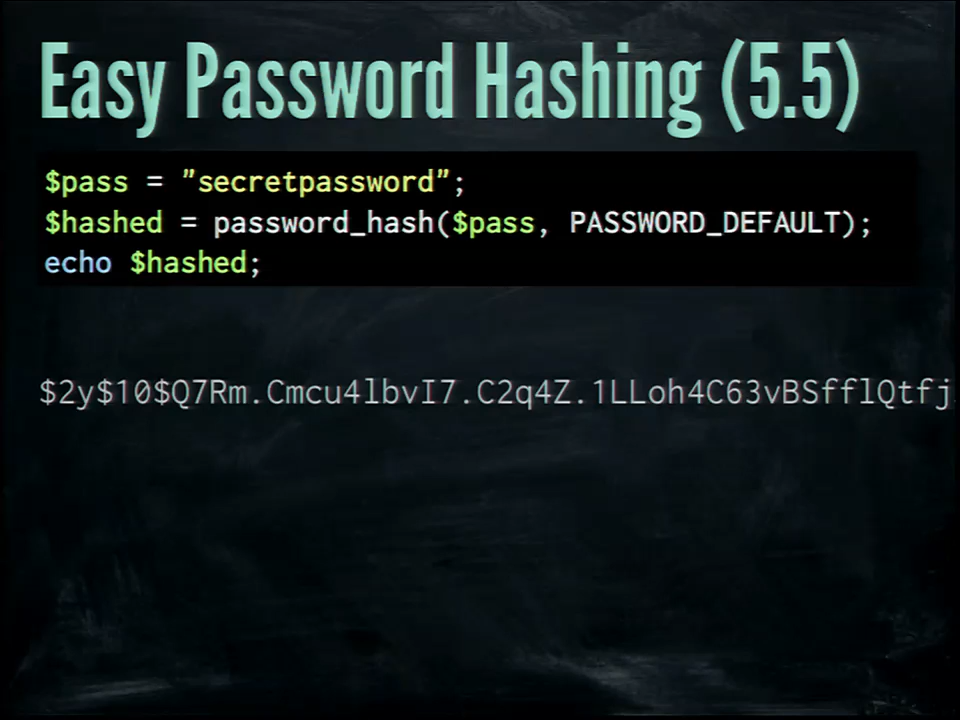 Easy Password Hashing (5.5)
$pass = "secretpassword";
$hashed = password_hash($pass, PASSWORD_DEFAULT);
echo $hashed;
$2y$10$Q7Rm.Cmcu4lbvI7.C2q4Z.1LLoh4C63vBSfflQtfj